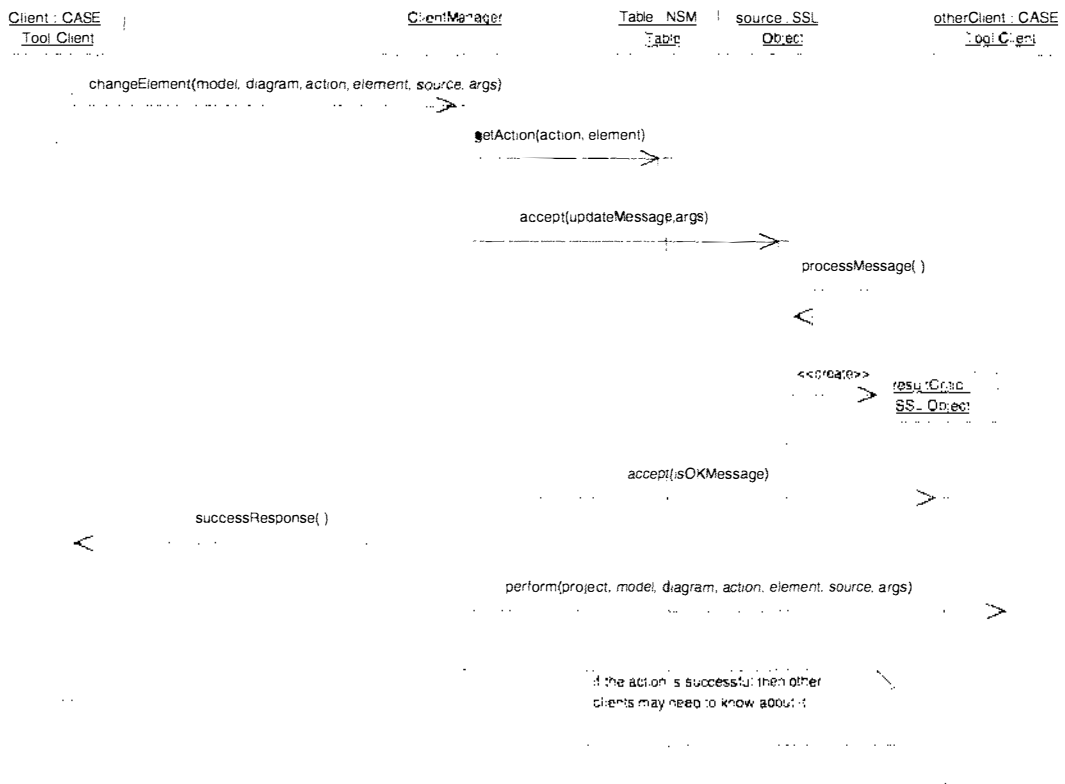 Client : CASE
Tool Client
ClientManager
Table NSM
Table
source : SSL
Object
otherClient : CASE
Tool Client
changeElement(model, diagram, action, element, source, args)
getAction(action, element)
accept(updateMessage,args)
processMessage( )
<<create>>
SSL Object
accept(isOKMessage)
successResponse( )
perform(project, model, diagram, action, element, source, args)
if the action is successful then other
clients may need to know about it